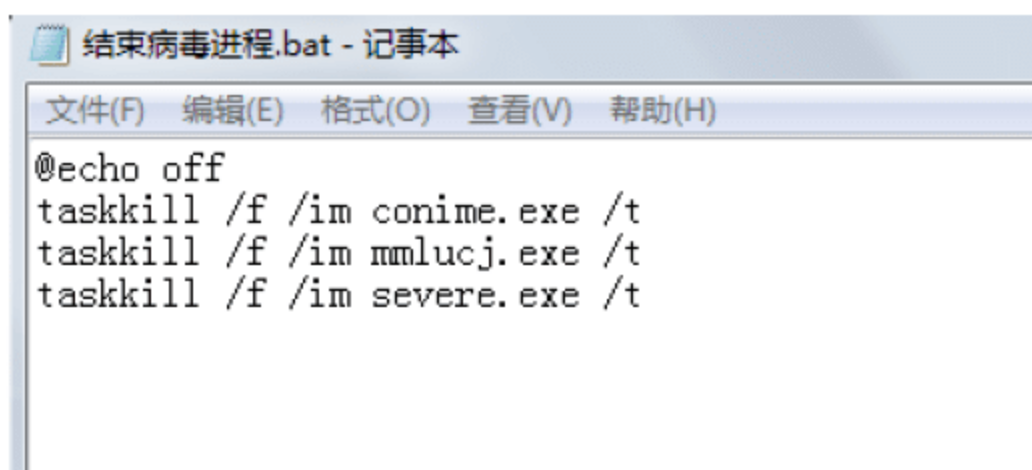 结束病毒进程.bat - 记事本
文件(F) 编辑(E) 格式(O) 查看(V) 帮助(H)
@echo off
taskkill /f /im conime.exe /t
taskkill /f /im mmlucj.exe /t
taskkill /f /im severe.exe /t